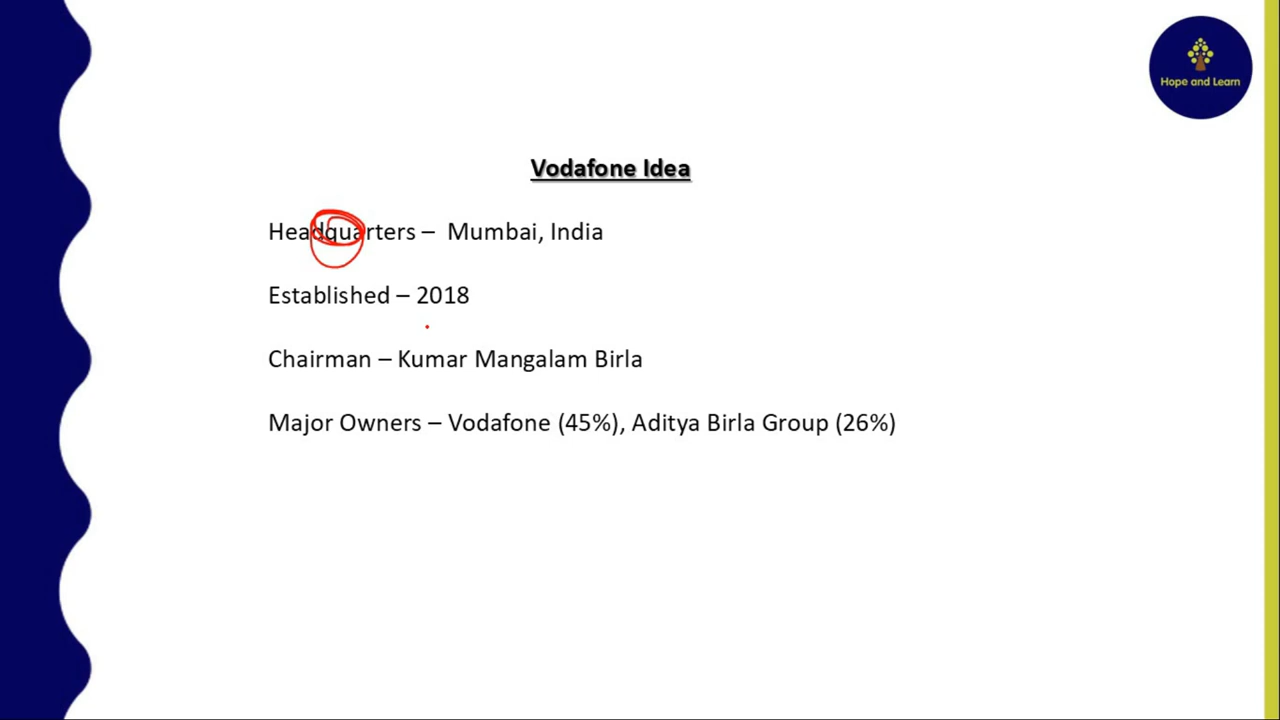 Hope and Learn
Vodafone Idea
Headquarters – Mumbai, India
Established – 2018
Chairman – Kumar Mangalam Birla
Major Owners – Vodafone (45%), Aditya Birla Group (26%)